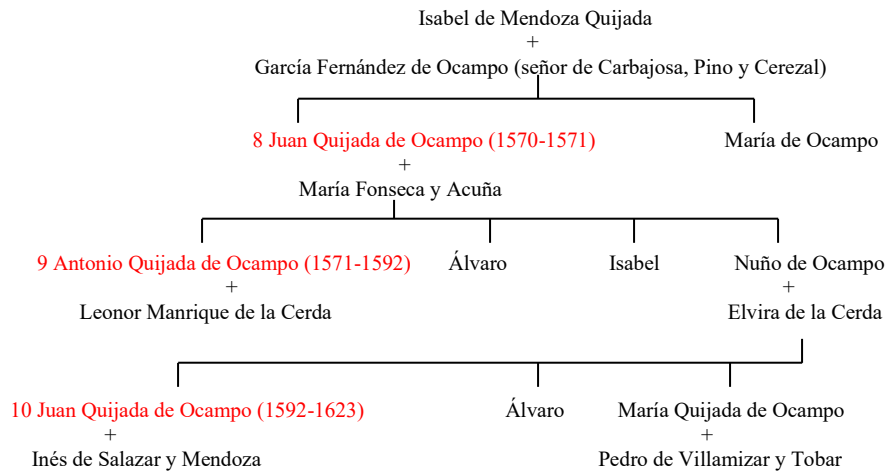 Isabel de Mendoza Quijada
+
García Fernández de Ocampo (señor de Carbajosa, Pino y Cerezal)
8 Juan Quijada de Ocampo (1570-1571) María de Ocampo
+
María Fonseca y Acuña
9 Antonio Quijada de Ocampo (1571-1592) Álvaro Isabel Nuño de Ocampo
+ +
Leonor Manrique de la Cerda Elvira de la Cerda
10 Juan Quijada de Ocampo (1592-1623) Álvaro María Quijada de Ocampo
+ +
Inés de Salazar y Mendoza Pedro de Villamizar y Tobar